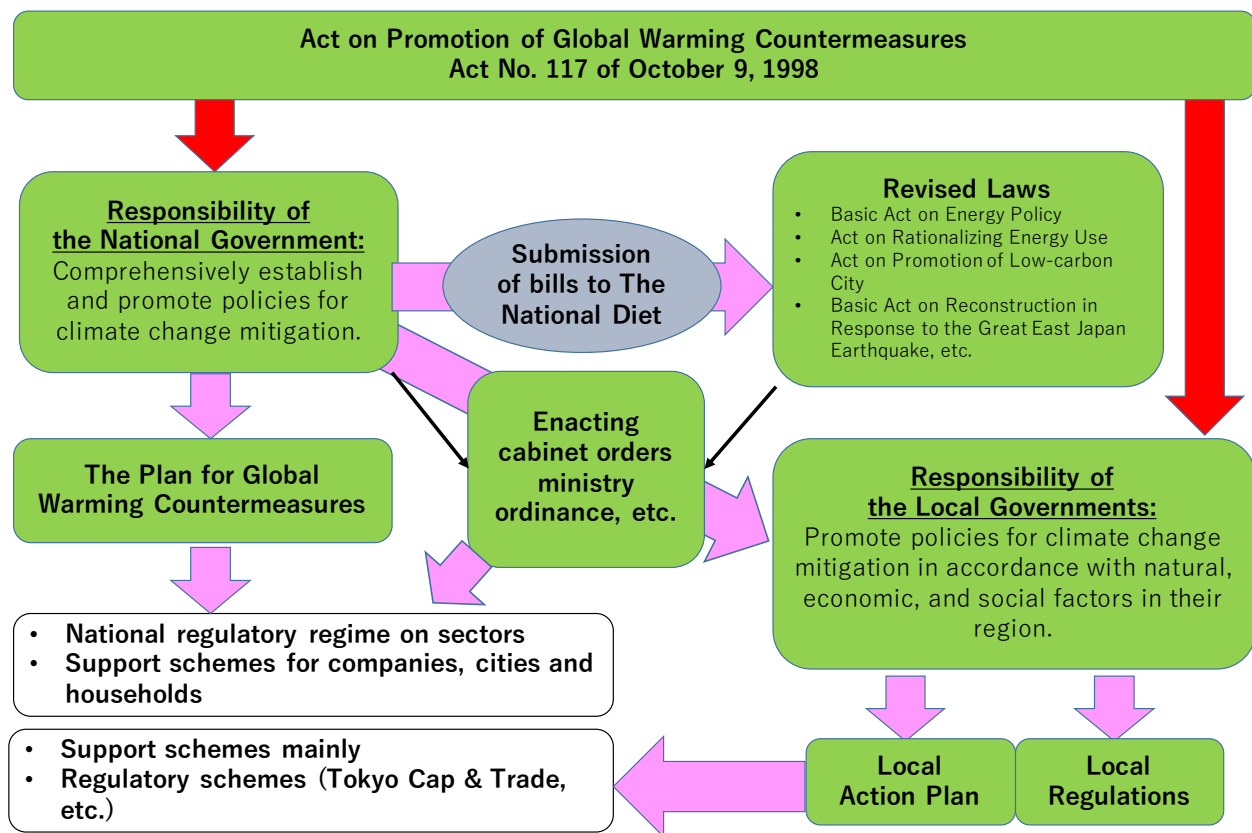 Act on Promotion of Global Warming Countermeasures
Act No. 117 of October 9, 1998
Responsibility of
the National Government:
Comprehensively establish
and promote policies for
climate change mitigation.
Submission
of bills to The
National Diet
Revised Laws
• Basic Act on Energy Policy
• Act on Rationalizing Energy Use
• Act on Promotion of Low-carbon
City
• Basic Act on Reconstruction in
Response to the Great East Japan
Earthquake, etc.
Enacting
cabinet orders
ministry
ordinance, etc.
The Plan for Global
Warming Countermeasures
Responsibility of
the Local Governments:
Promote policies for climate change
mitigation in accordance with natural,
economic, and social factors in their
region.
• National regulatory regime on sectors
• Support schemes for companies, cities and
households
• Support schemes mainly
• Regulatory schemes (Tokyo Cap & Trade,
etc.)
Local
Action Plan
Local
Regulations